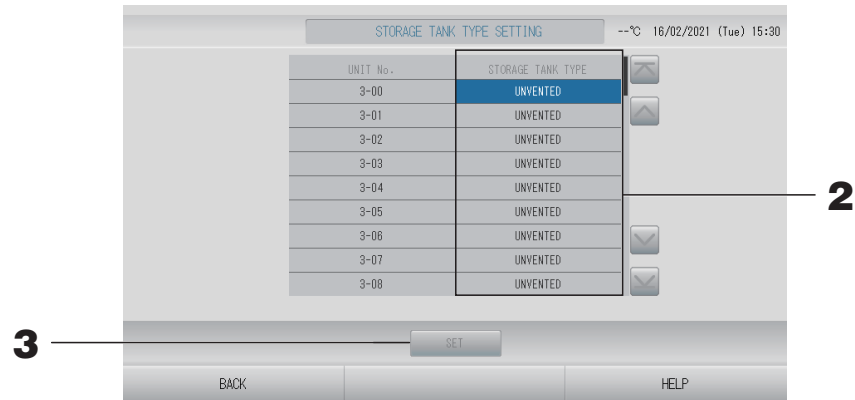 STORAGE TANK TYPE SETTING --℃ 16/02/2021 (Tue) 15:30
UNIT No. STORAGE TANK TYPE
3-00 UNVENTED
3-01 UNVENTED
3-02 UNVENTED
3-03 UNVENTED
3-04 UNVENTED
2
3-05 UNVENTED
3-06 UNVENTED
3-07 UNVENTED
3-08 UNVENTED
3
SET
BACK HELP